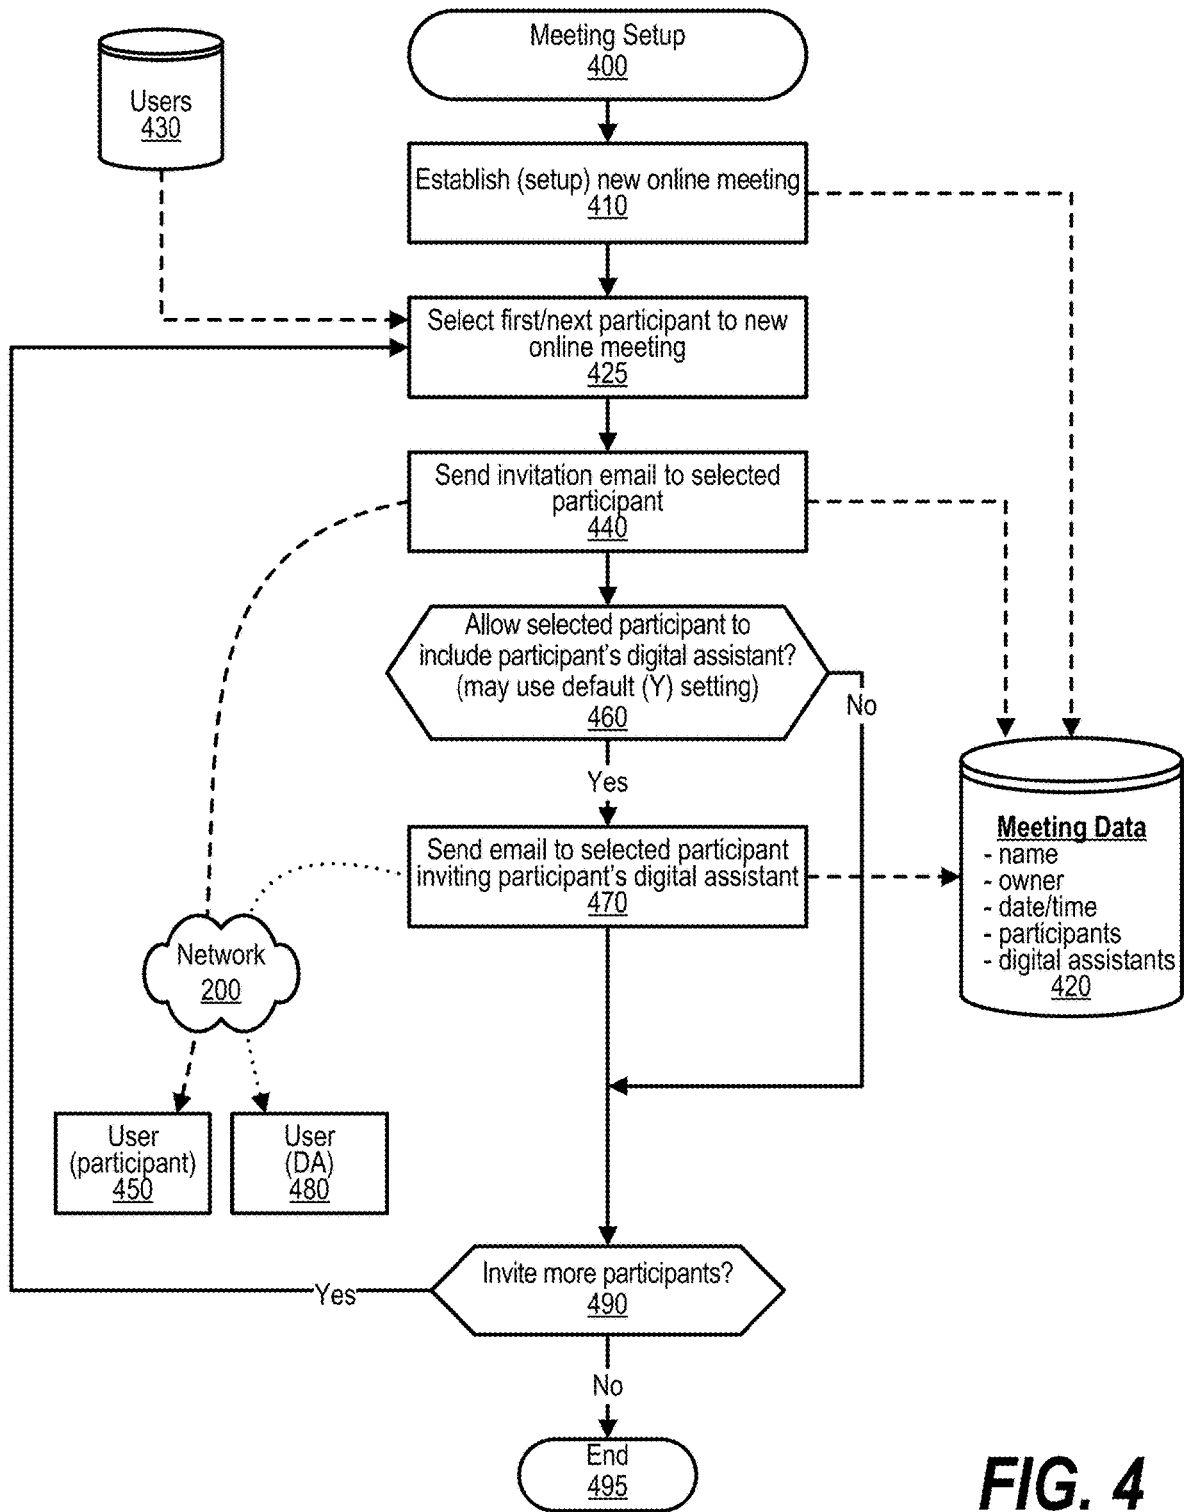 Meeting Setup
400
Users
430
Establish (setup) new online meeting
410
Select first/next participant to new
online meeting
425
Send invitation email to selected
participant
440
Allow selected participant to
include participant's digital assistant?
(may use default (Y) setting)
460
No
Yes
Send email to selected participant
inviting participant's digital assistant
470
Meeting Data
- name
- owner
- date/time
- participants
- digital assistants
420
Network
200
User
(participant)
450
User
(DA)
480
Invite more participants?
490
Yes
No
End
495
FIG. 4